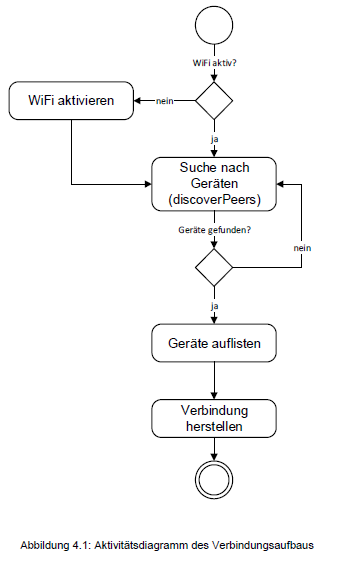 WiFi aktiv?
WiFi aktivieren
nein
ja
Suche nach
Geräten
(discoverPeers)
Geräte gefunden?
nein
ja
Geräte auflisten
Verbindung
herstellen
Abbildung 4.1: Aktivitätsdiagramm des Verbindungsaufbaus